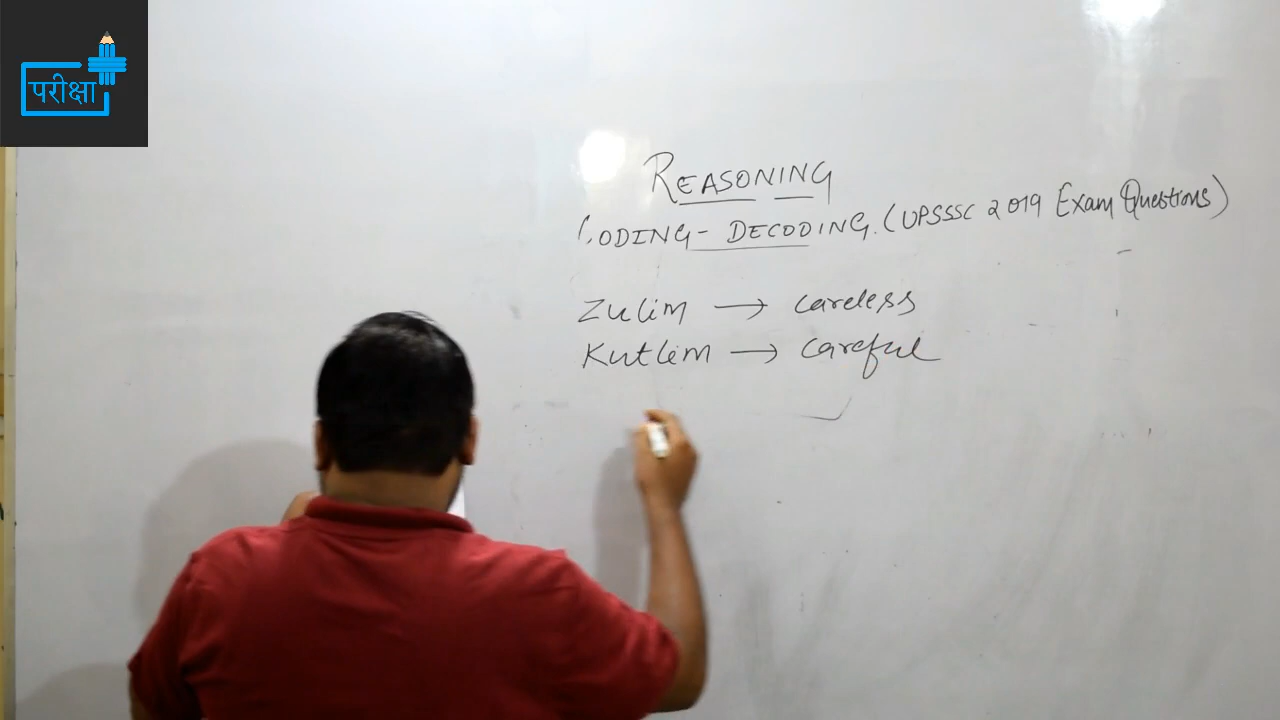 परीक्षा
REASONING
CODING - DECODING. (UPSSSC 2019 Exam Questions)
Zulim → careless
Kutlim → careful